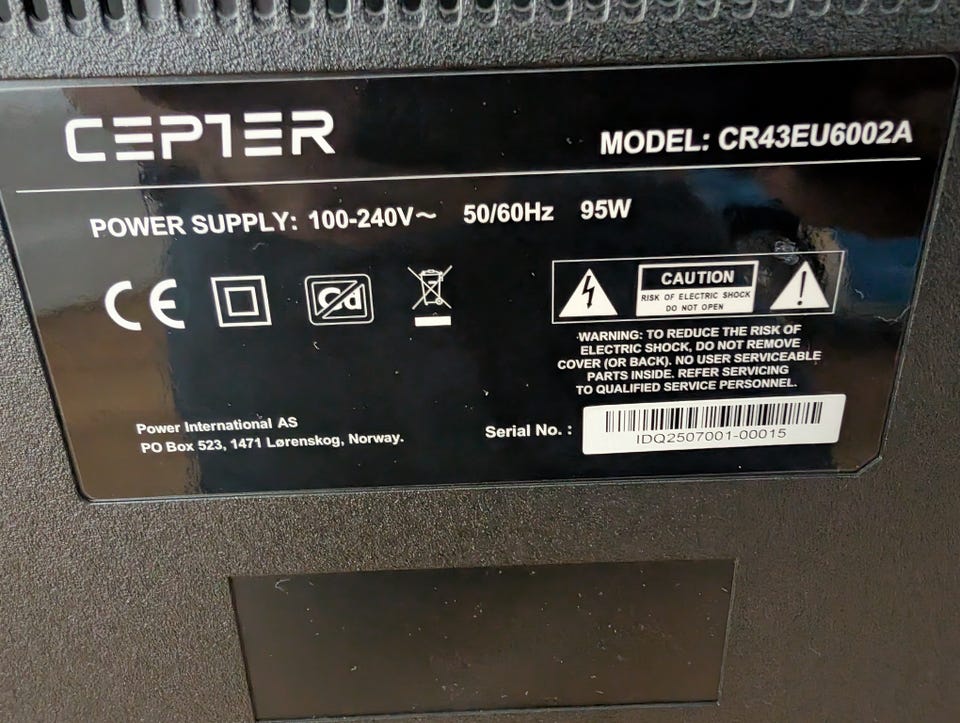 CEPTER
MODEL: CR43EU6002A
POWER SUPPLY: 100-240V～ 50/60Hz 95W
CE
Cd
CAUTION
RISK OF ELECTRIC SHOCK
DO NOT OPEN
WARNING: TO REDUCE THE RISK OF
ELECTRIC SHOCK, DO NOT REMOVE
COVER (OR BACK). NO USER SERVICEABLE
PARTS INSIDE. REFER SERVICING
TO QUALIFIED SERVICE PERSONNEL.
Power International AS
PO Box 523, 1471 Lørenskog, Norway.
Serial No. :
IDQ2507001-00015